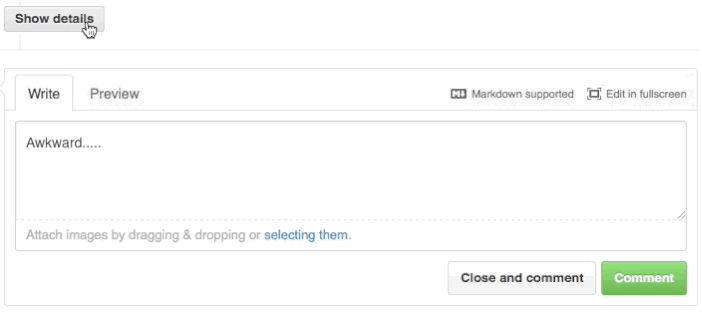 Show details
Write Preview Markdown supported Edit in fullscreen
Awkward.....
Attach images by dragging & dropping or selecting them.
Close and comment Comment